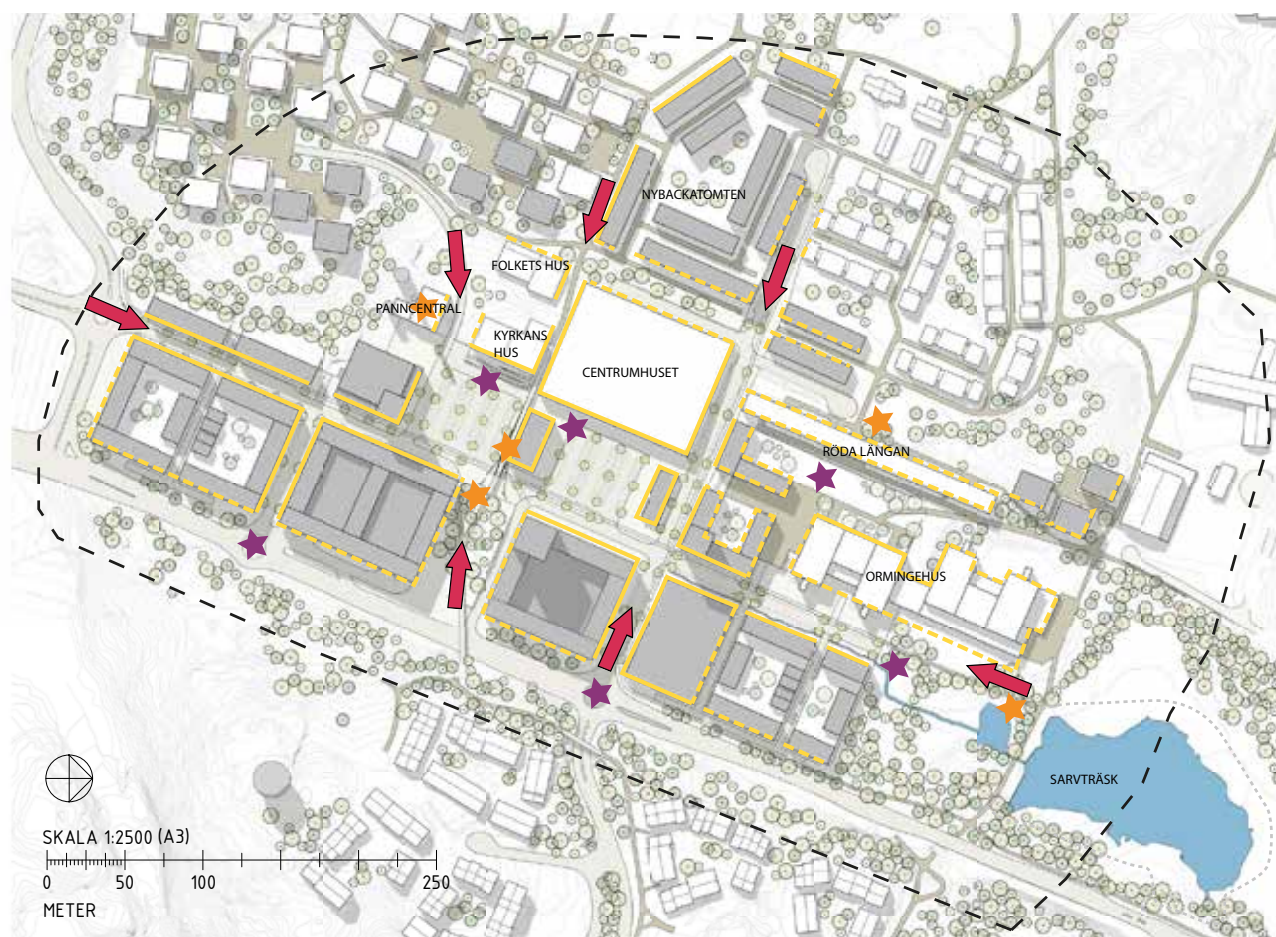 NYBACKATOMTEN
FOLKETS HUS
PANNCENTRAL
KYRKANS
HUS
CENTRUMHUSET
RÖDA LÄNGAN
ORMINGEHUS
SARVTRÄSK
SKALA 1:2500 (A3)
0 50 100 250
METER